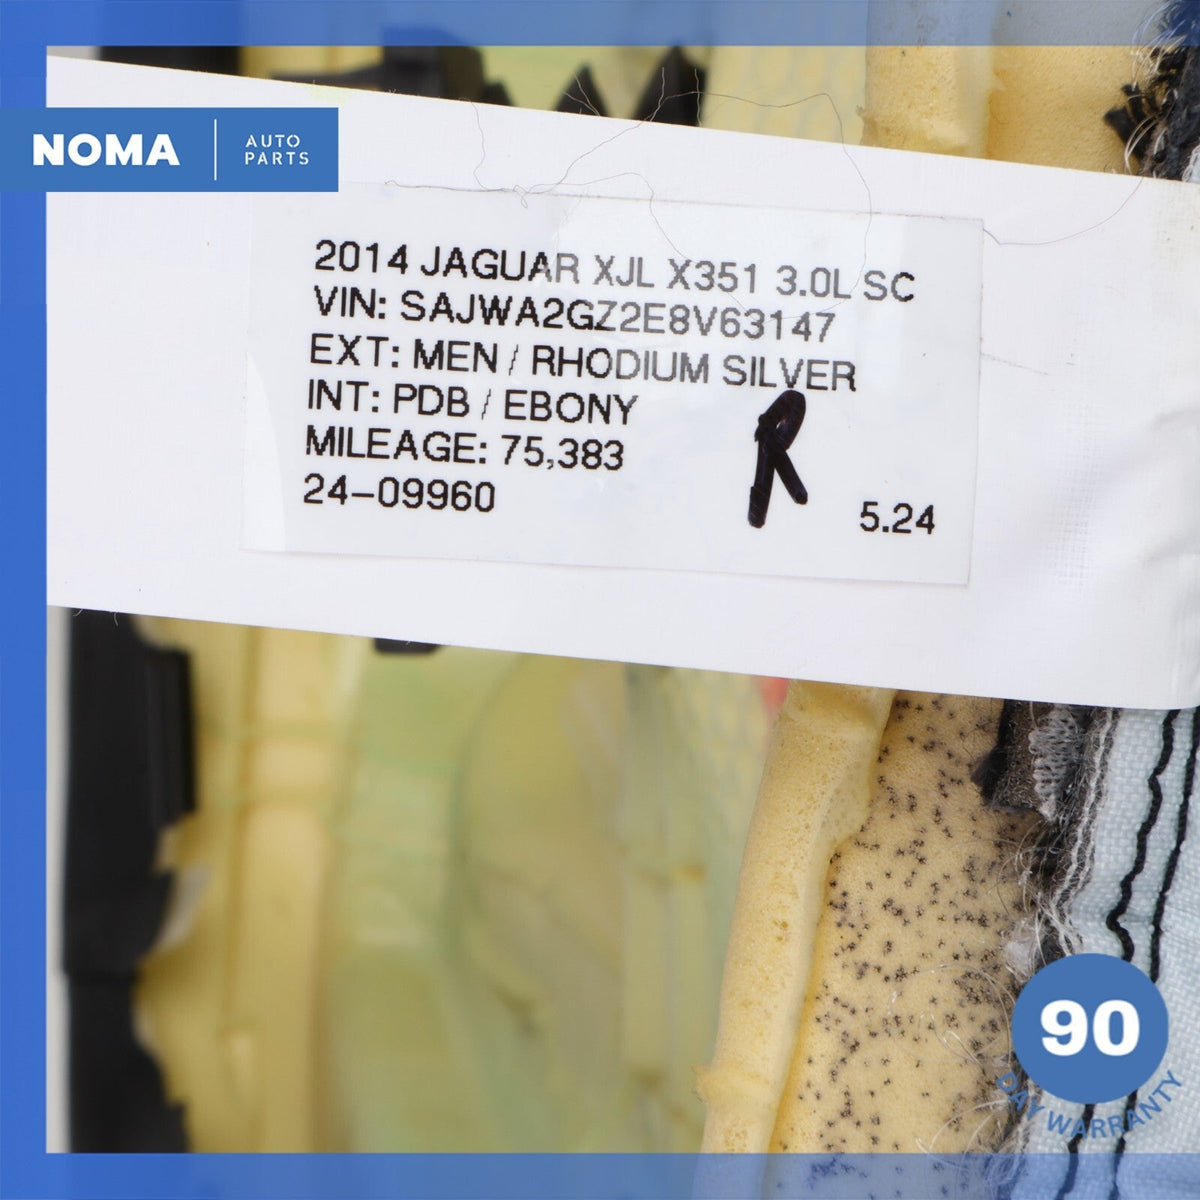 NOMA
AUTO
PARTS
2014 JAGUAR XJL X351 3.0L SC
VIN: SAJWA2GZ2E8V63147
EXT: MEN / RHODIUM SILVER
INT: PDB / EBONY
MILEAGE: 75,383
24-09960
R
5.24
90
DAY WARRANTY